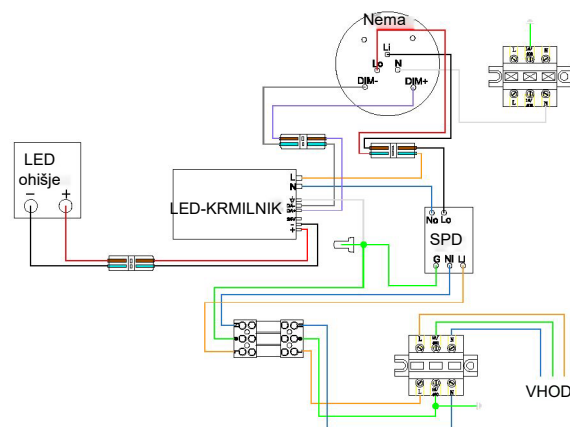 Nema
Li
Lo N
DIM- DIM+
L N
L N
LED
ohišje
− +
L
N
LED-KRMILNIK
+
No Lo
SPD
G Ni Li
L N
L N
VHOD